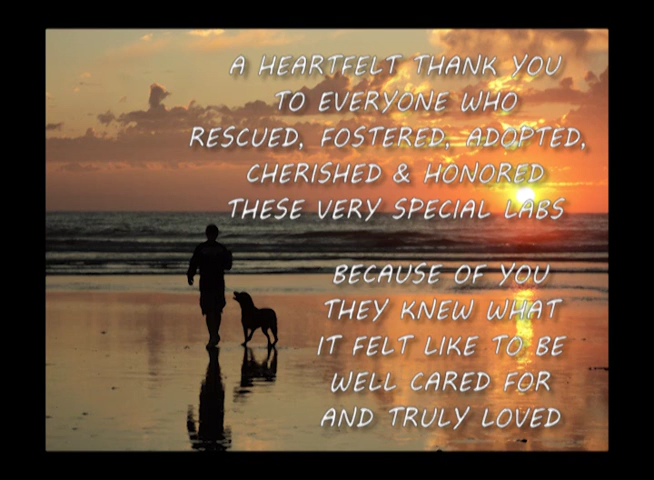 A HEARTFELT THANK YOU
TO EVERYONE WHO
RESCUED, FOSTERED, ADOPTED,
CHERISHED & HONORED
THESE VERY SPECIAL LABS
BECAUSE OF YOU
THEY KNEW WHAT
IT FELT LIKE TO BE
WELL CARED FOR
AND TRULY LOVED